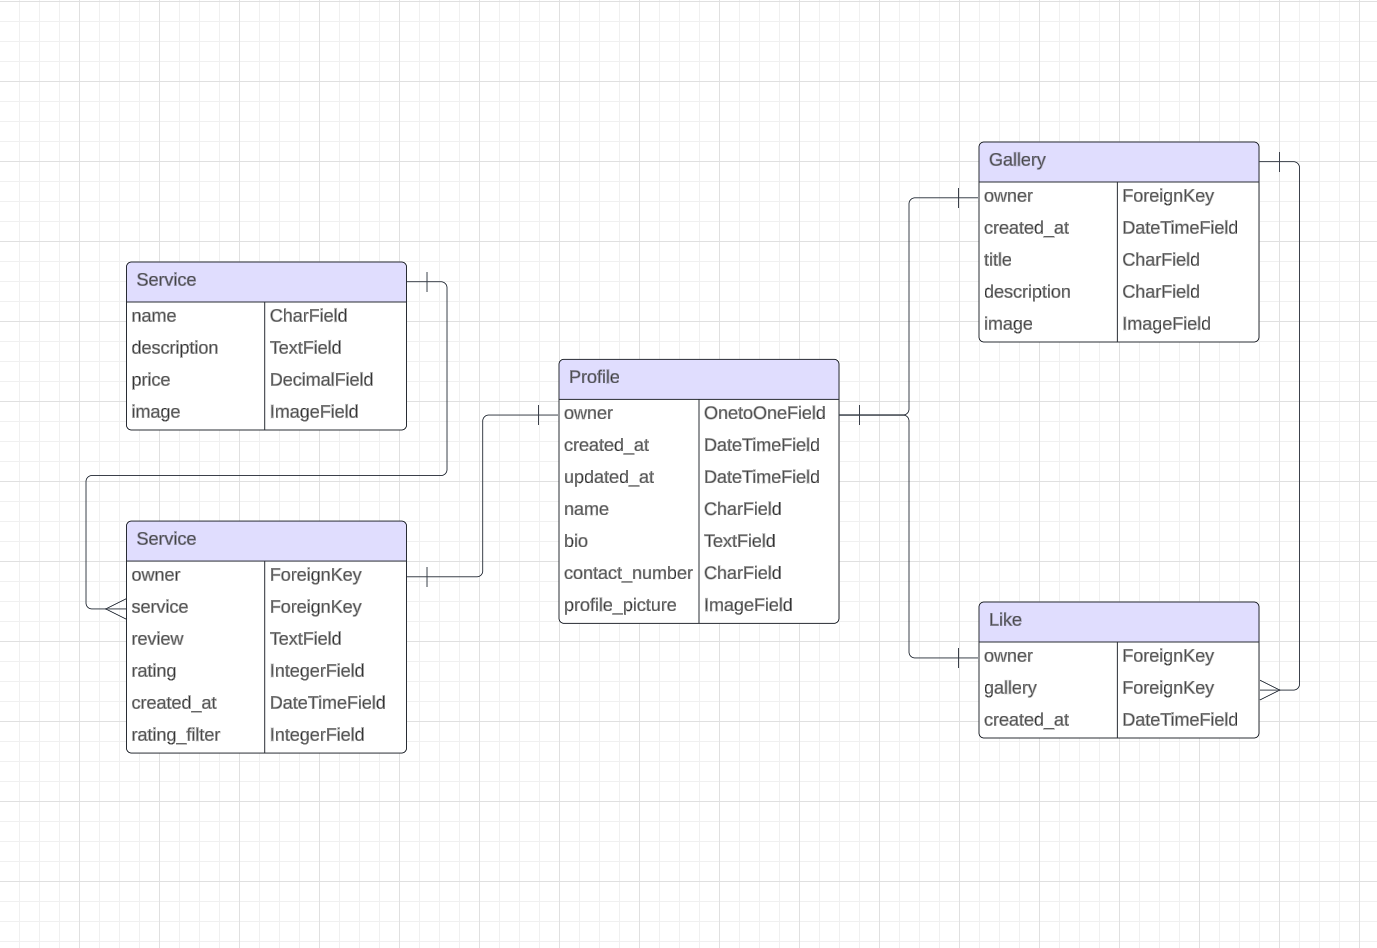 Service
name CharField
description TextField
price DecimalField
image ImageField
Service
owner ForeignKey
service ForeignKey
review TextField
rating IntegerField
created_at DateTimeField
rating_filter IntegerField
Profile
owner OnetoOneField
created_at DateTimeField
updated_at DateTimeField
name CharField
bio TextField
contact_number CharField
profile_picture ImageField
Gallery
owner ForeignKey
created_at DateTimeField
title CharField
description CharField
image ImageField
Like
owner ForeignKey
gallery ForeignKey
created_at DateTimeField